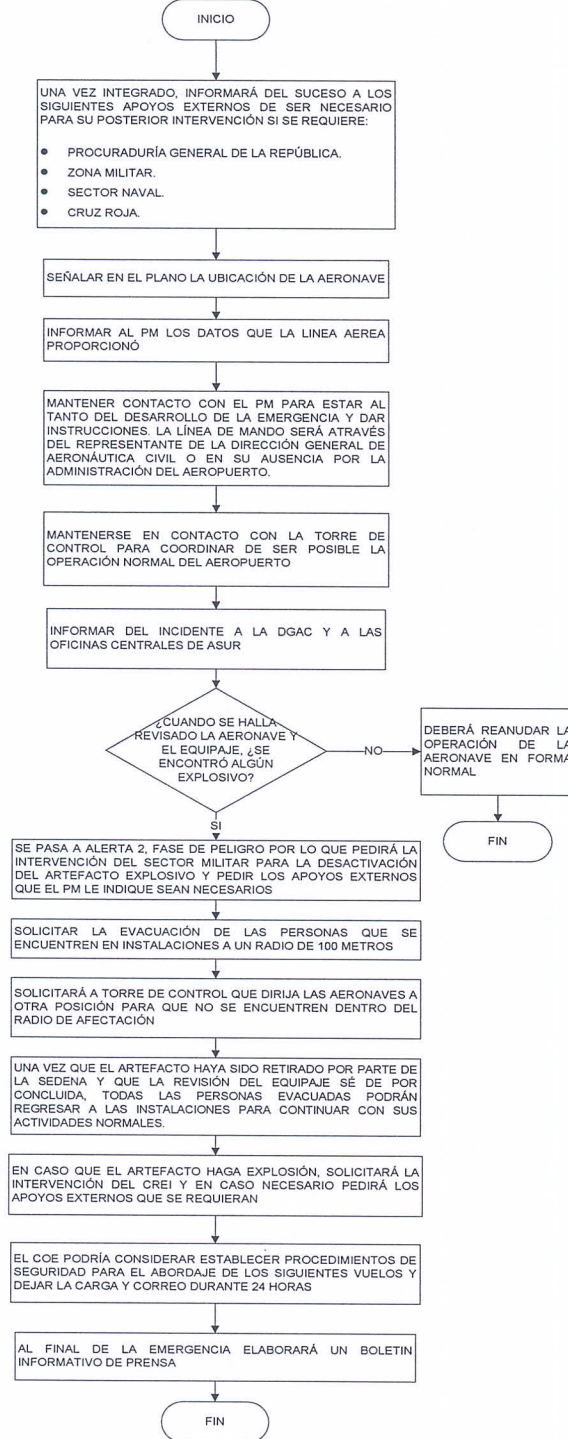 INICIO
UNA VEZ INTEGRADO, INFORMARÁ DEL SUCESO A LOS
SIGUIENTES APOYOS EXTERNOS DE SER NECESARIO
PARA SU POSTERIOR INTERVENCIÓN SI SE REQUIERE:
● PROCURADURÍA GENERAL DE LA REPÚBLICA.
● ZONA MILITAR.
● SECTOR NAVAL.
● CRUZ ROJA.
SEÑALAR EN EL PLANO LA UBICACIÓN DE LA AERONAVE
INFORMAR AL PM LOS DATOS QUE LA LINEA AEREA
PROPORCIONÓ
MANTENER CONTACTO CON EL PM PARA ESTAR AL
TANTO DEL DESARROLLO DE LA EMERGENCIA Y DAR
INSTRUCCIONES. LA LÍNEA DE MANDO SERÁ ATRAVÉS
DEL REPRESENTANTE DE LA DIRECCIÓN GENERAL DE
AERONÁUTICA CIVIL O EN SU AUSENCIA POR LA
ADMINISTRACIÓN DEL AEROPUERTO.
MANTENERSE EN CONTACTO CON LA TORRE DE
CONTROL PARA COORDINAR DE SER POSIBLE LA
OPERACIÓN NORMAL DEL AEROPUERTO
INFORMAR DEL INCIDENTE A LA DGAC Y A LAS
OFICINAS CENTRALES DE ASUR
¿CUANDO SE HALLA
REVISADO LA AERONAVE Y
EL EQUIPAJE, ¿SE
ENCONTRÓ ALGÚN
EXPLOSIVO?
NO
DEBERÁ REANUDAR LA
OPERACIÓN DE LA
AERONAVE EN FORMA
NORMAL
FIN
SI
SE PASA A ALERTA 2, FASE DE PELIGRO POR LO QUE PEDIRÁ LA
INTERVENCIÓN DEL SECTOR MILITAR PARA LA DESACTIVACIÓN
DEL ARTEFACTO EXPLOSIVO Y PEDIR LOS APOYOS EXTERNOS
QUE EL PM LE INDIQUE SEAN NECESARIOS
SOLICITAR LA EVACUACIÓN DE LAS PERSONAS QUE SE
ENCUENTREN EN INSTALACIONES A UN RADIO DE 100 METROS
SOLICITARÁ A TORRE DE CONTROL QUE DIRIJA LAS AERONAVES A
OTRA POSICIÓN PARA QUE NO SE ENCUENTREN DENTRO DEL
RADIO DE AFECTACIÓN
UNA VEZ QUE EL ARTEFACTO HAYA SIDO RETIRADO POR PARTE DE
LA SEDENA Y QUE LA REVISIÓN DEL EQUIPAJE SÉ DE POR
CONCLUIDA, TODAS LAS PERSONAS EVACUADAS PODRÁN
REGRESAR A LAS INSTALACIONES PARA CONTINUAR CON SUS
ACTIVIDADES NORMALES.
EN CASO QUE EL ARTEFACTO HAGA EXPLOSIÓN, SOLICITARÁ LA
INTERVENCIÓN DEL CREI Y EN CASO NECESARIO PEDIRÁ LOS
APOYOS EXTERNOS QUE SE REQUIERAN
EL COE PODRÍA CONSIDERAR ESTABLECER PROCEDIMIENTOS DE
SEGURIDAD PARA EL ABORDAJE DE LOS SIGUIENTES VUELOS Y
DEJAR LA CARGA Y CORREO DURANTE 24 HORAS
AL FINAL DE LA EMERGENCIA ELABORARÁ UN BOLETIN
INFORMATIVO DE PRENSA
FIN